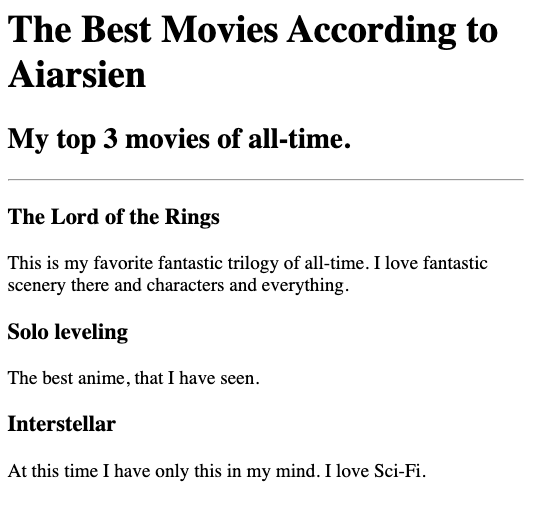 The Best Movies According to
Aiarsien
My top 3 movies of all-time.
The Lord of the Rings
This is my favorite fantastic trilogy of all-time. I love fantastic
scenery there and characters and everything.
Solo leveling
The best anime, that I have seen.
Interstellar
At this time I have only this in my mind. I love Sci-Fi.